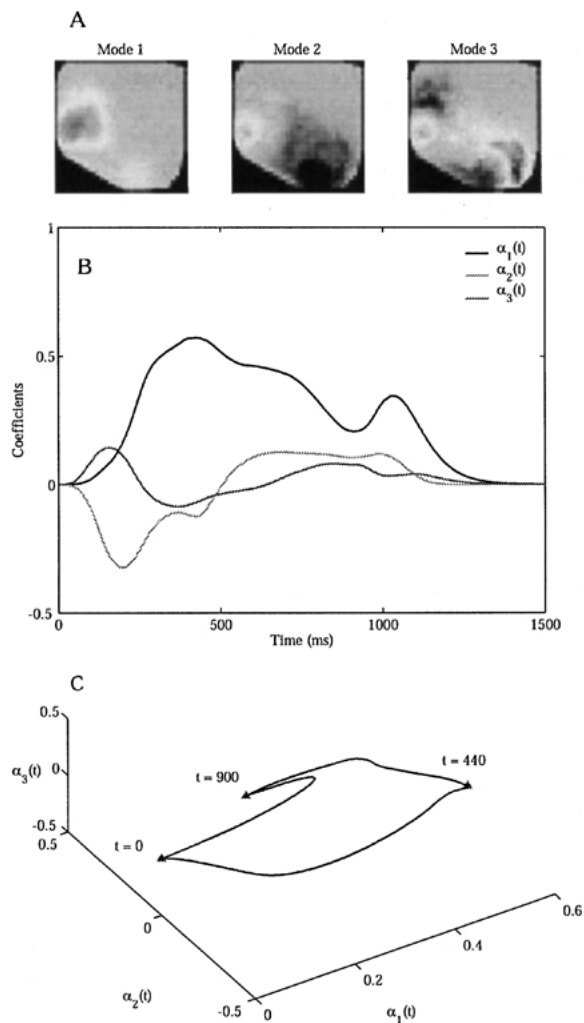 A
Mode 1 Mode 2 Mode 3
B
α₁(t)
α₂(t)
α₃(t)
1
0.5
0
-0.5
Coefficients
0 500 1000 1500
Time (ms)
C
0.5
0
-0.5
α₃(t)
t = 900
t = 440
t = 0
0.5
0
-0.5
α₂(t)
0
0.2
0.4
0.6
α₁(t)